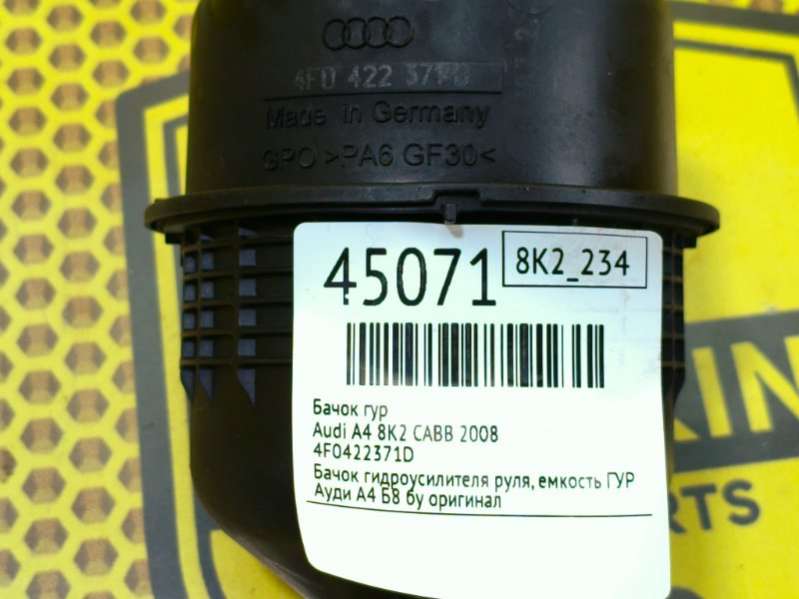 4F0 422 371D
Made in Germany
GPO >PA6 GF30<
45071
8K2_234
Бачок гур
Audi A4 8K2 CABB 2008
4F0422371D
Бачок гидроусилителя руля, емкость ГУР
Ауди А4 Б8 бу оригинал